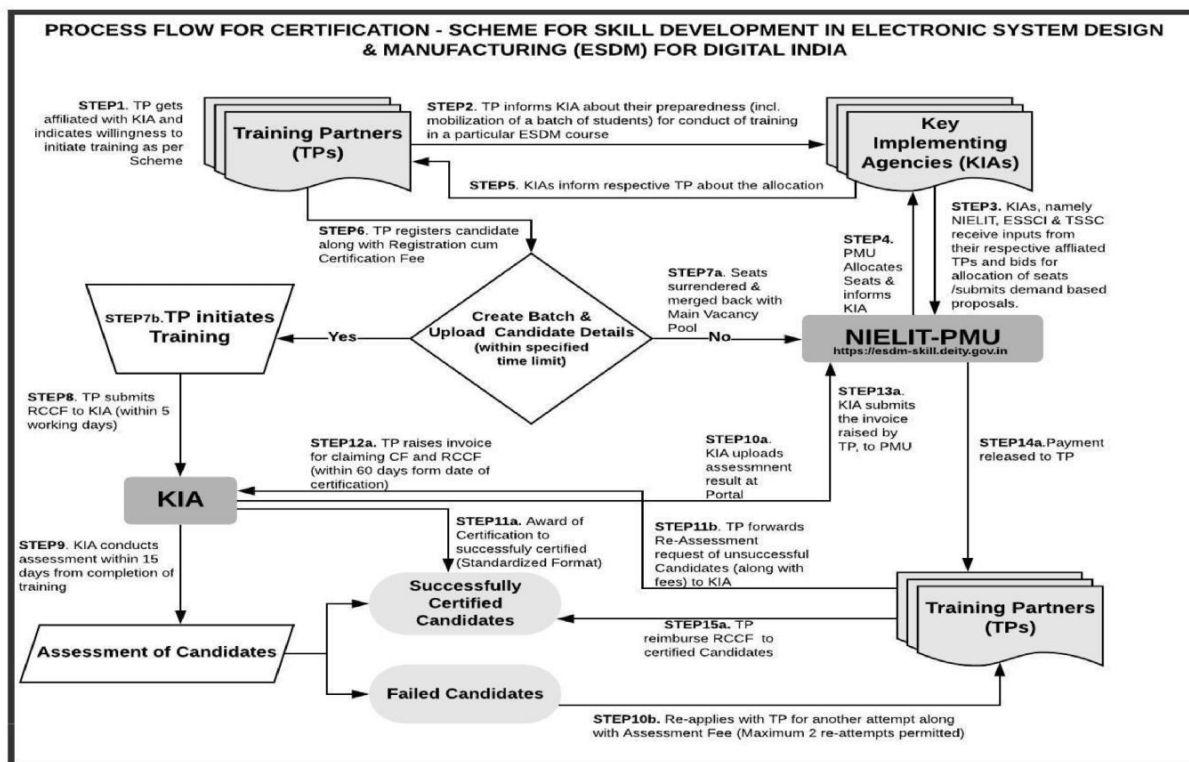 PROCESS FLOW FOR CERTIFICATION - SCHEME FOR SKILL DEVELOPMENT IN ELECTRONIC SYSTEM DESIGN
& MANUFACTURING (ESDM) FOR DIGITAL INDIA
STEP1. TP gets
affiliated with KIA and
indicates willingness to
initiate training as per
Scheme
Training Partners
(TPs)
STEP2. TP informs KIA about their preparedness (incl.
mobilization of a batch of students) for conduct of training
in a particular ESDM course
Key
Implementing
Agencies (KIAs)
STEP5. KIAs inform respective TP about the allocation
STEP3. KIAs, namely
NIELIT, ESSCI & TSSC
receive inputs from
their respective affliated
TPs and bids for
allocation of seats
/submits demand based
proposals.
STEP4.
PMU
Allocates
Seats &
informs
KIA
STEP6. TP registers candidate
along with Registration cum
Certification Fee
STEP7a. Seats
surrendered &
merged back with
Main Vacancy
Pool
STEP7b. TP initiates
Training
Yes
Create Batch &
Upload Candidate Details
(within specified
time limit)
No
NIELIT-PMU
https://esdm-skill.deity.gov.in
STEP8. TP submits
RCCF to KIA (within 5
working days)
STEP12a. TP raises invoice
for claiming CF and RCCF
(within 60 days form date of
certification)
STEP10a.
KIA uploads
assessmnent
result at
Portal
STEP13a.
KIA submits
the invoice
raised by
TP, to PMU
STEP14a.Payment
released to TP
KIA
STEP9. KIA conducts
assessment within 15
days from completion of
training
STEP11a. Award of
Certification to
successfuly certified
(Standardized Format)
STEP11b. TP forwards
Re-Assessment
request of unsuccessful
Candidates (along with
fees) to KIA
Successfully
Certified
Candidates
Training Partners
(TPs)
STEP15a. TP
reimburse RCCF to
certified Candidates
Assessment of Candidates
Failed Candidates
STEP10b. Re-applies with TP for another attempt along
with Assessment Fee (Maximum 2 re-attempts permitted)